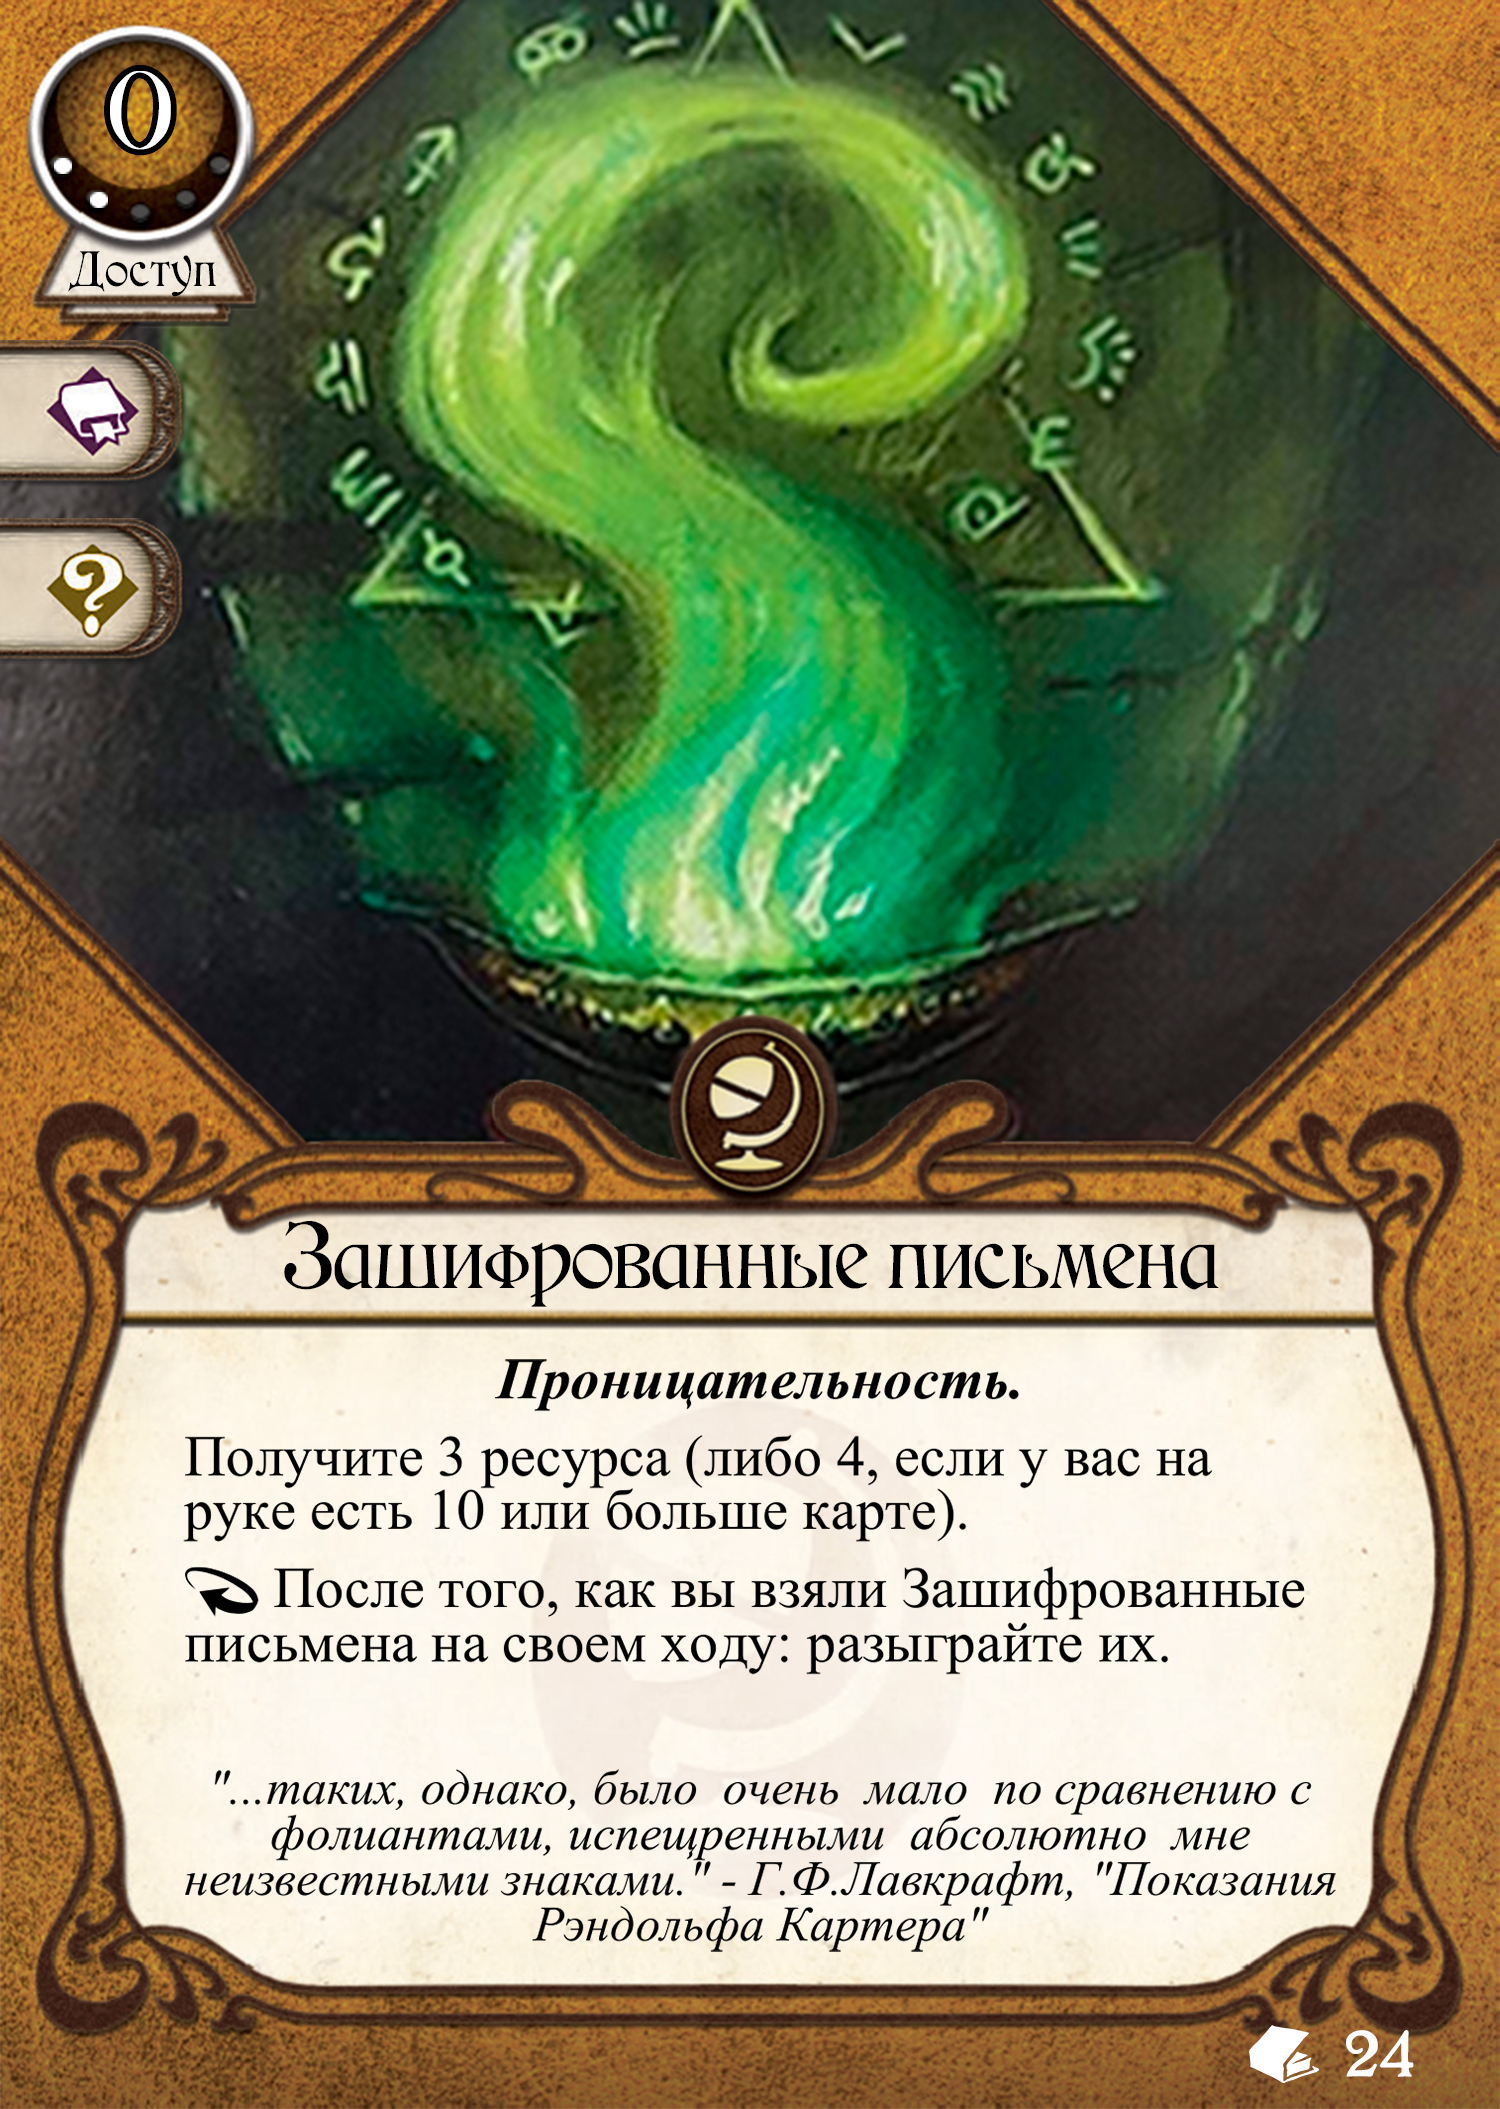 0
Доступ
Зашифрованные письмена
Проницательность.
Получите 3 ресурса (либо 4, если у вас на
руке есть 10 или больше карте).
После того, как вы взяли Зашифрованные
письмена на своем ходу: разыграйте их.
"...таких, однако, было очень мало по сравнению с
фолиантами, испещренными абсолютно мне
неизвестными знаками." - Г.Ф.Лавкрафт, "Показания
Рэндольфа Картера"
24